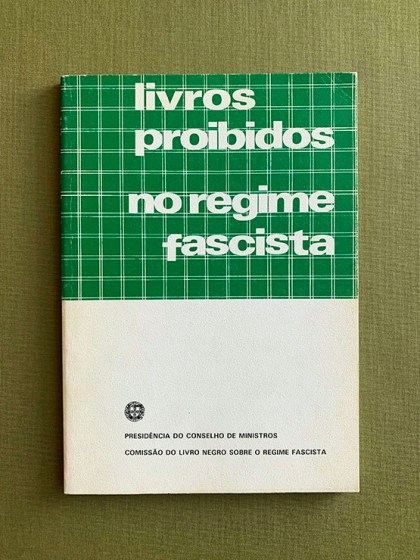 livros
proibidos
no regime
fascista
PRESIDÊNCIA DO CONSELHO DE MINISTROS
COMISSÃO DO LIVRO NEGRO SOBRE O REGIME FASCISTA